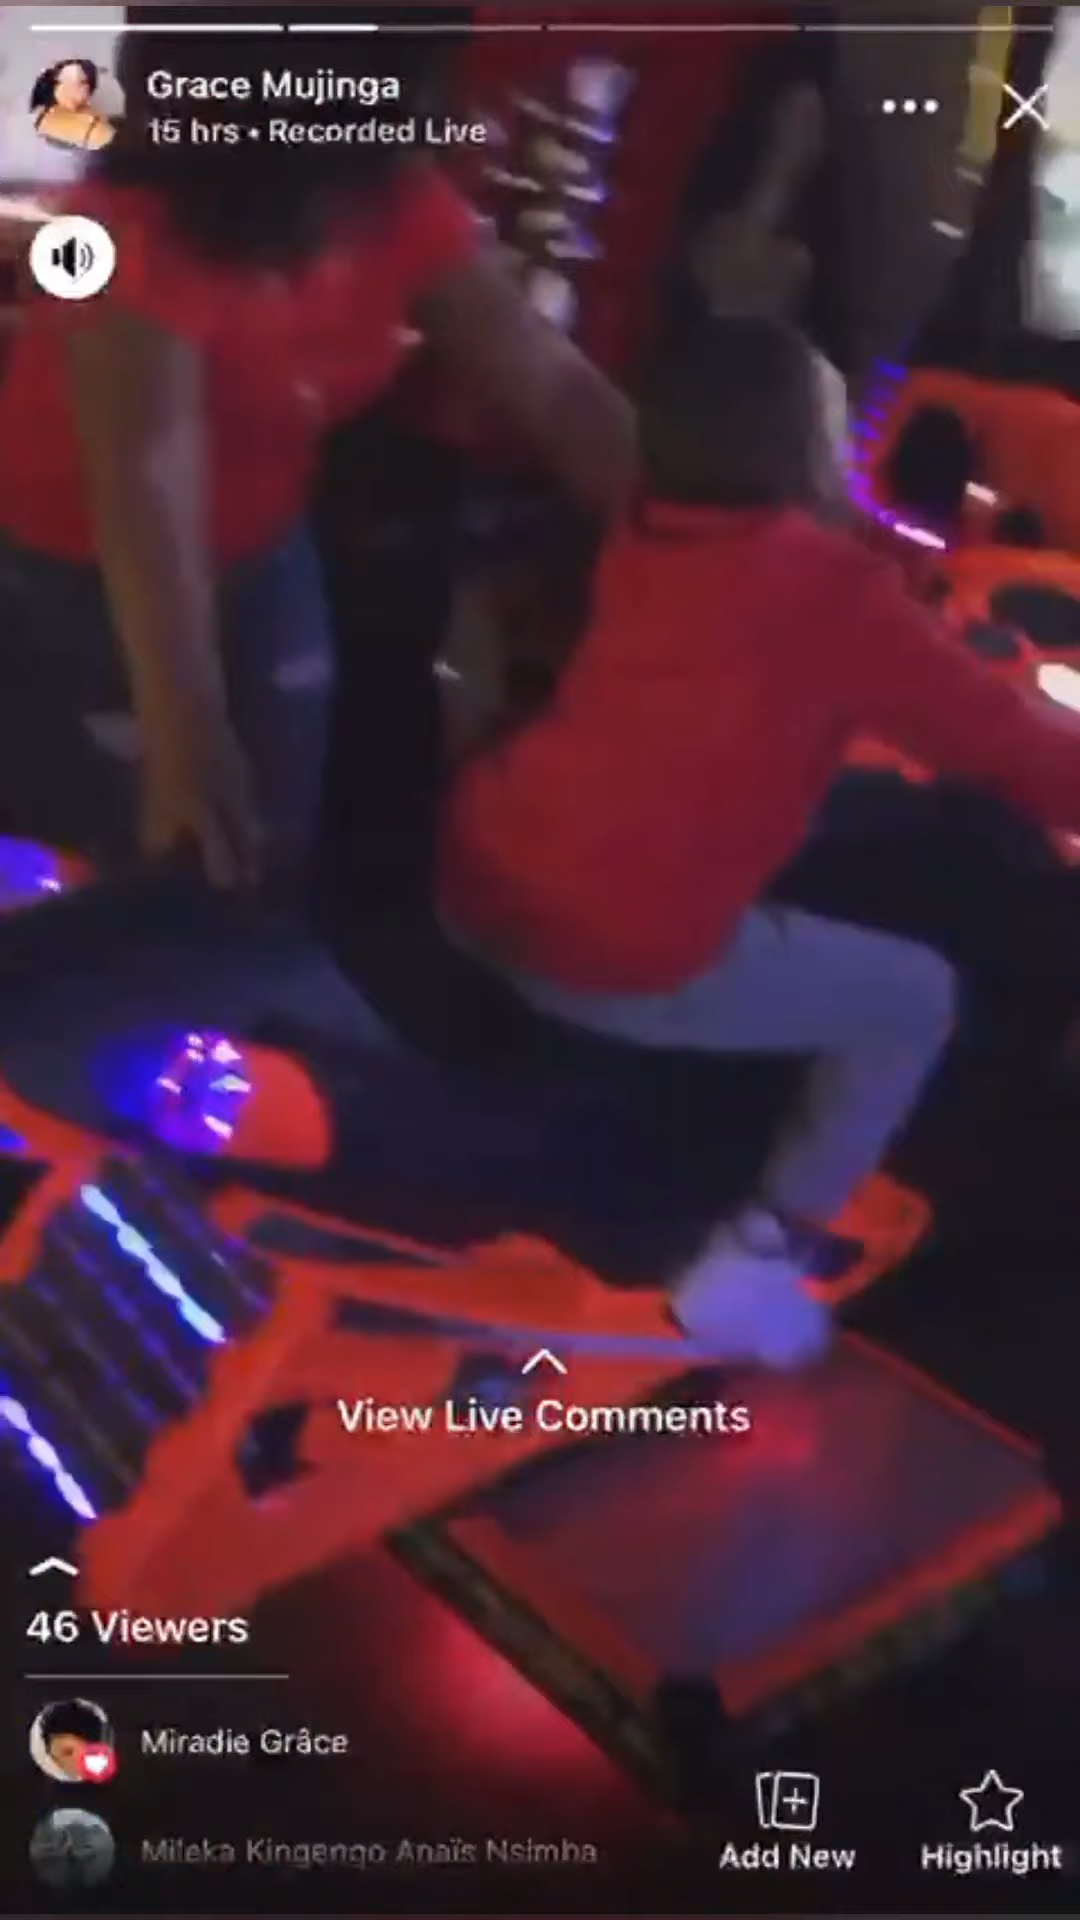 Grace Mujinga
15 hrs • Recorded Live
View Live Comments
46 Viewers
Miradie Grâce
Mileka Kingengo Anaïs Nsimba
Add New
Highlight